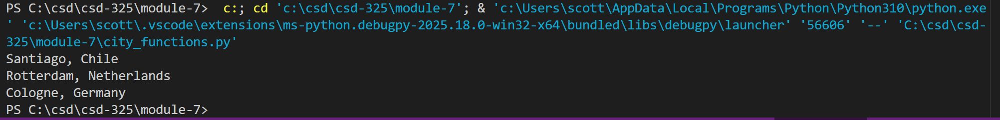 PS C:\csd\csd-325\module-7>  c:; cd 'c:\csd\csd-325\module-7'; & 'c:\Users\scott\AppData\Local\Programs\Python\Python310\python.exe
' 'c:\Users\scott\.vscode\extensions\ms-python.debugpy-2025.18.0-win32-x64\bundled\libs\debugpy\launcher' '56606' '--' 'C:\csd\csd-
325\module-7\city_functions.py'
Santiago, Chile
Rotterdam, Netherlands
Cologne, Germany
PS C:\csd\csd-325\module-7>